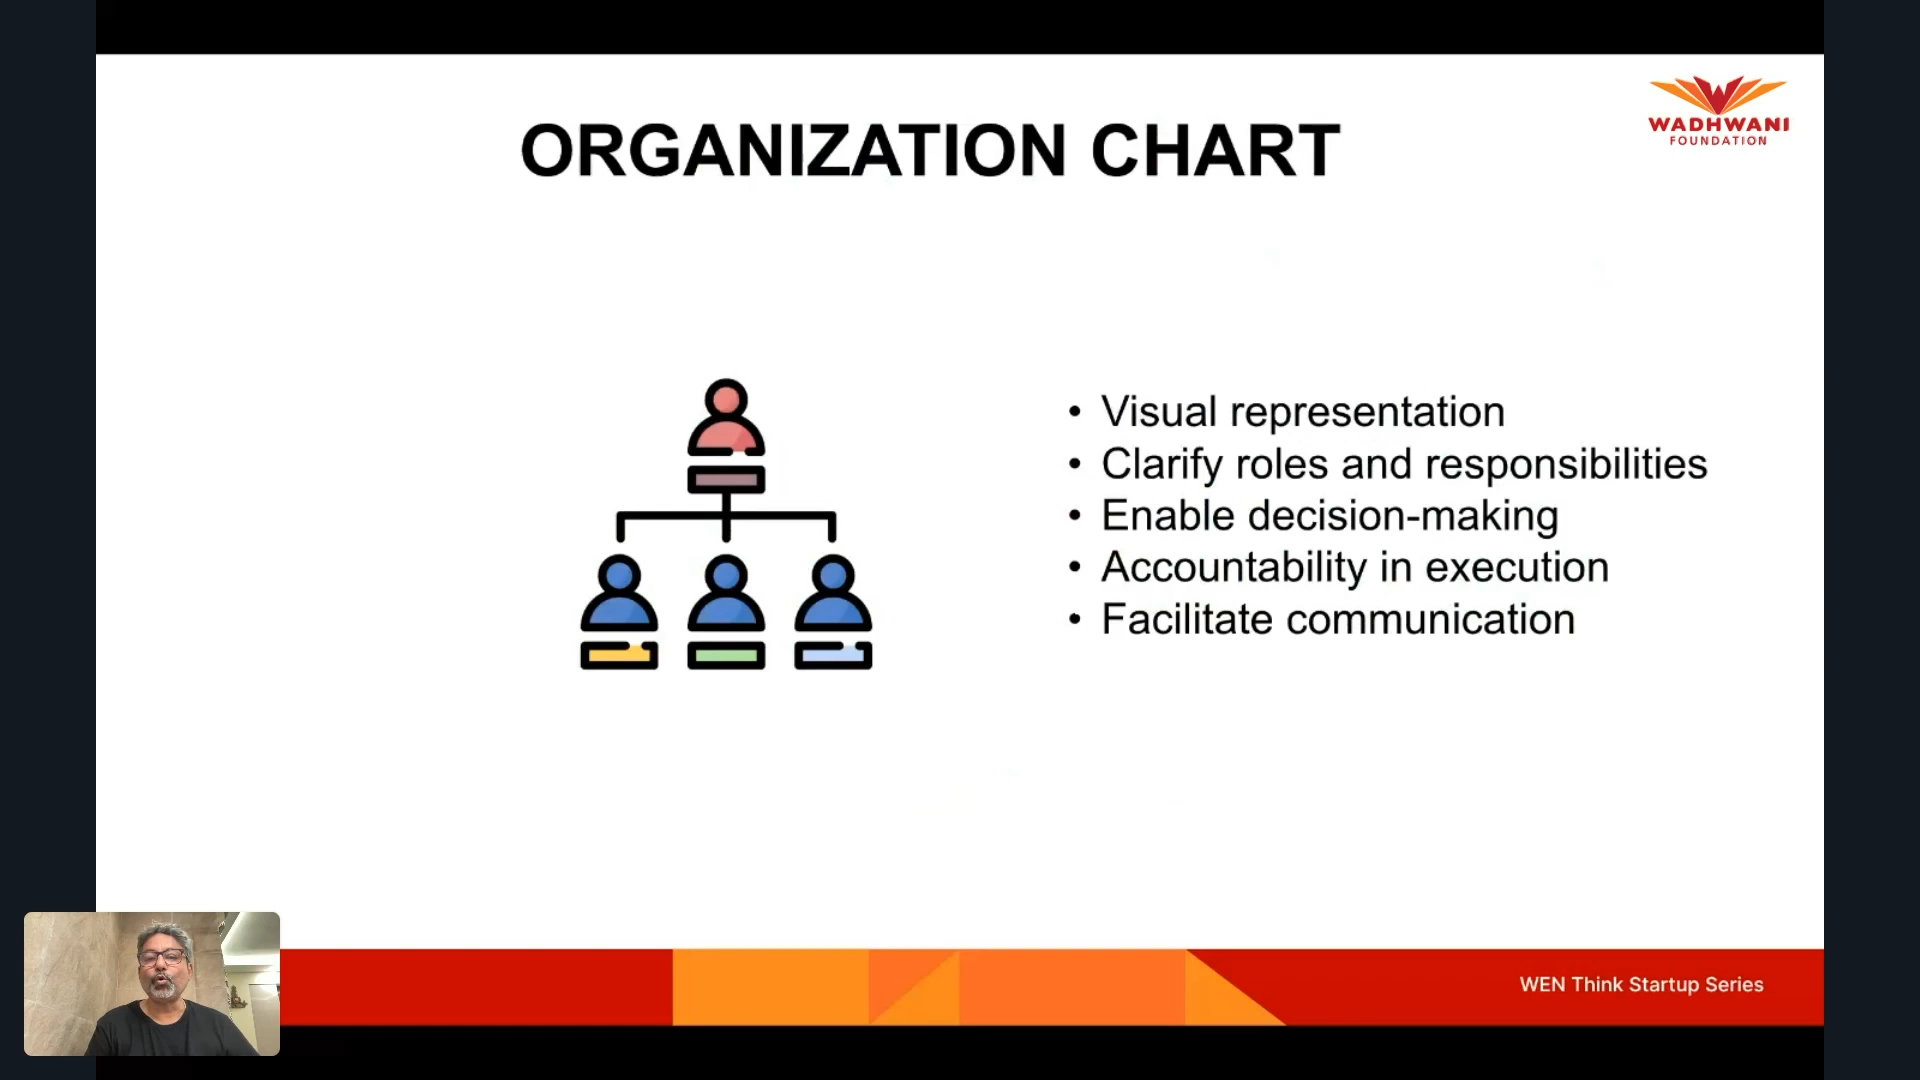 WADHWANI
FOUNDATION
ORGANIZATION CHART
• Visual representation
• Clarify roles and responsibilities
• Enable decision-making
• Accountability in execution
• Facilitate communication
WEN Think Startup Series